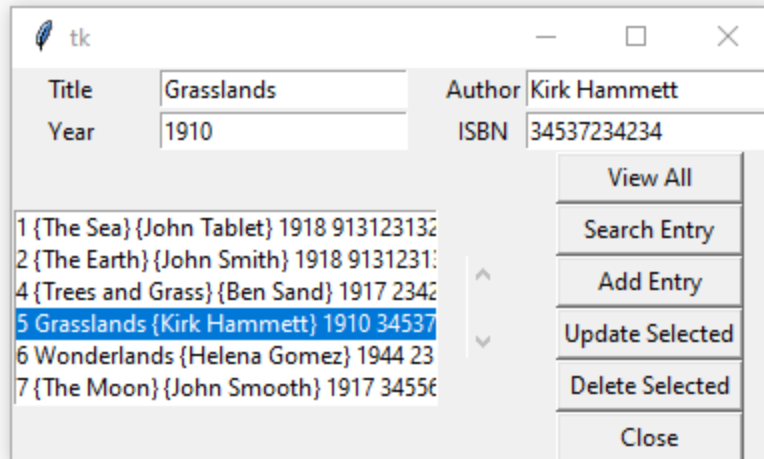 tk
Title Grasslands Author Kirk Hammett
Year 1910 ISBN 34537234234
View All
1 {The Sea} {John Tablet} 1918 913123132
Search Entry
2 {The Earth} {John Smith} 1918 9131231
Add Entry
4 {Trees and Grass} {Ben Sand} 1917 2342
5 Grasslands {Kirk Hammett} 1910 34537
Update Selected
6 Wonderlands {Helena Gomez} 1944 23
7 {The Moon} {John Smooth} 1917 34556
Delete Selected
Close